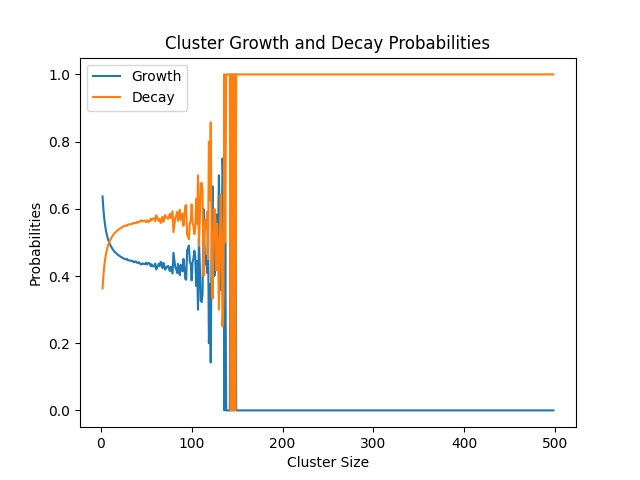 Cluster Growth and Decay Probabilities
Growth
Decay
1.0
0.8
0.6
0.4
0.2
0.0
Probabilities
0 100 200 300 400 500
Cluster Size